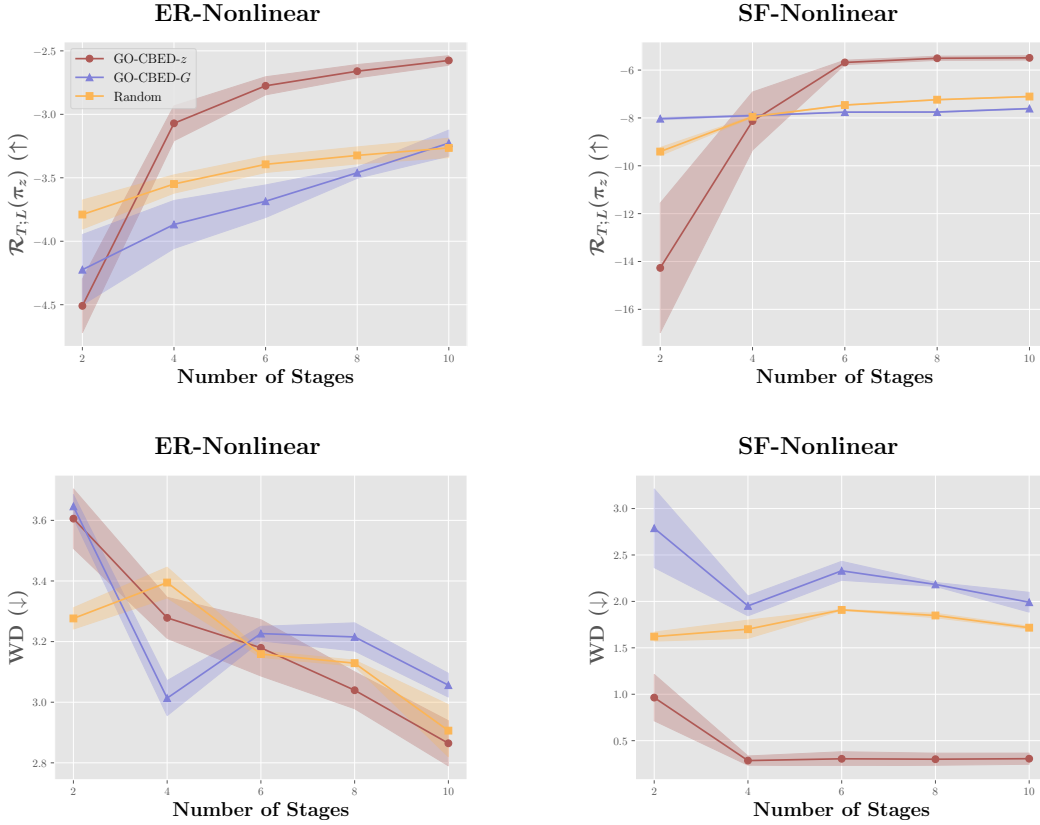 ER-Nonlinear
GO-CBED-z
GO-CBED-G
Random
−2.5
−3.0
−3.5
−4.0
−4.5
2
4
6
8
10
ℛ_{T;L}(π_z) (↑)
Number of Stages
SF-Nonlinear
−6
−8
−10
−12
−14
−16
2
4
6
8
10
ℛ_{T;L}(π_z) (↑)
Number of Stages
ER-Nonlinear
3.6
3.4
3.2
3.0
2.8
2
4
6
8
10
WD (↓)
Number of Stages
SF-Nonlinear
3.0
2.5
2.0
1.5
1.0
0.5
2
4
6
8
10
WD (↓)
Number of Stages